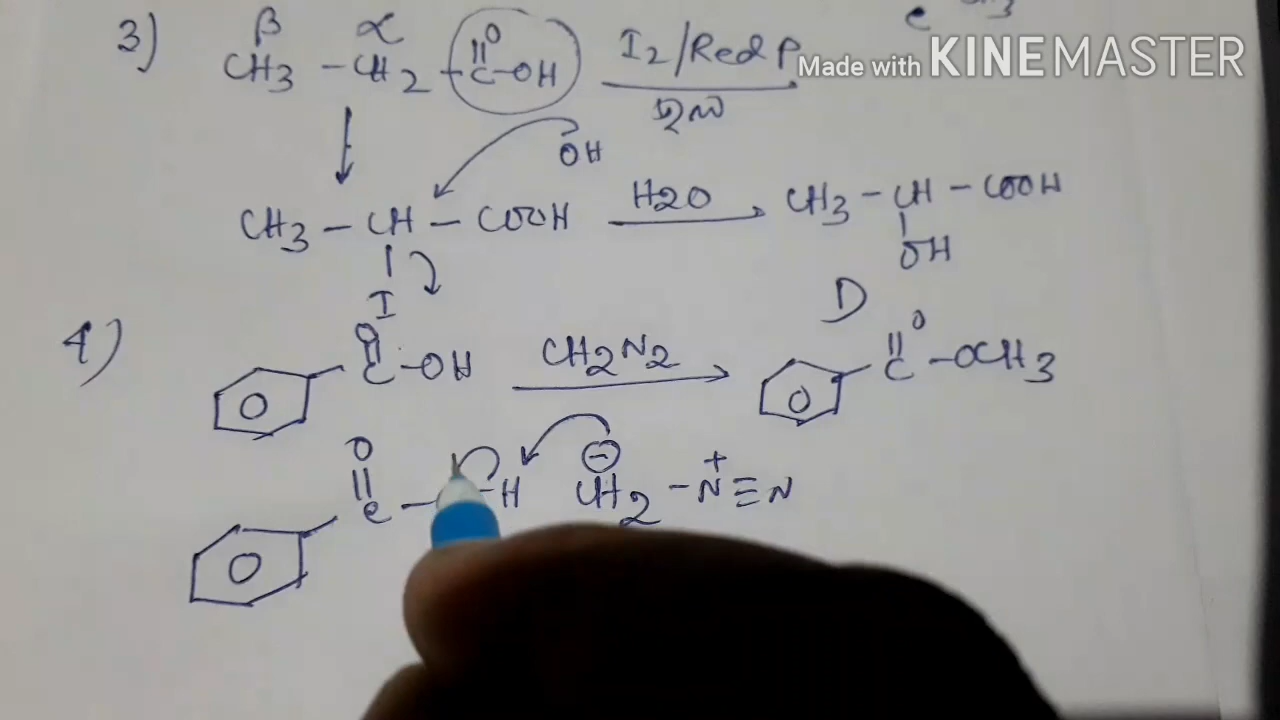 3) β α
CH3 - CH2 - C - OH I2/Red P
O
CH3 - CH - COOH H2O CH3 - CH - COOH
OH
I OH
D
4) O O
C - OH CH2N2 C - OCH3
O - +
C - H CH2 - N ≡ N
Made with KINEMASTER